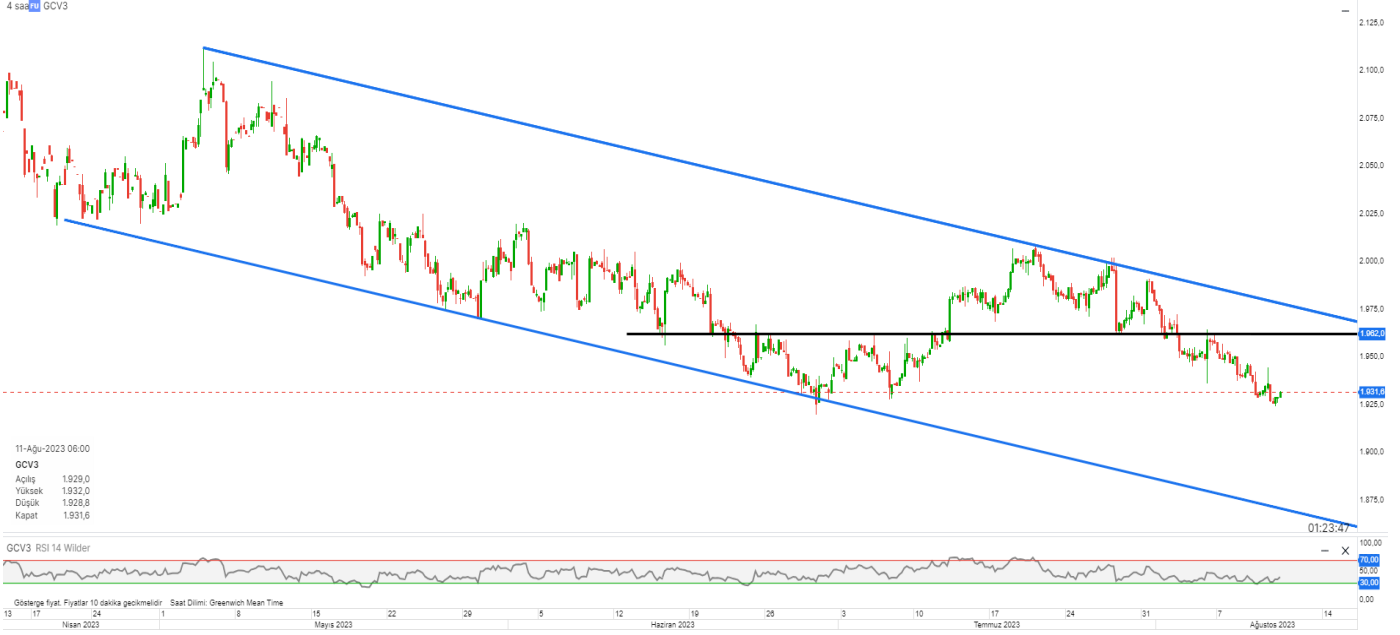 4 saa FU GCV3
2.125,0
2.100,0
2.075,0
2.050,0
2.025,0
2.000,0
1.975,0
1.982,0
1.950,0
1.931,6
1.925,0
1.900,0
1.875,0
11-Ağu-2023 06:00
GCV3
Açılış 1.929,0
Yüksek 1.932,0
Düşük 1.928,8
Kapat 1.931,6
01:23:47
GCV3 RSI 14 Wilder
100,00
70,00
50,00
30,00
0,00
Gösterge fiyat. Fiyatlar 10 dakika gecikmelidir Saat Dilimi: Greenwich Mean Time
13 17 24 1 8 15 22 29 5 12 19 26 3 10 17 24 31 7 14
Nisan 2023 Mayıs 2023 Haziran 2023 Temmuz 2023 Ağustos 2023